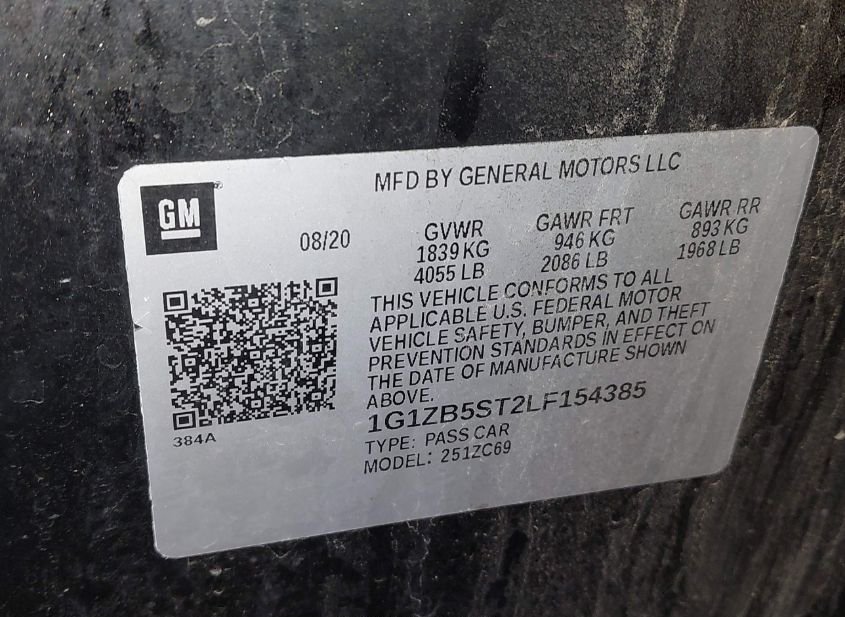 MFD BY GENERAL MOTORS LLC
GM
08/20
GVWR
1839 KG
4055 LB
GAWR FRT
946 KG
2086 LB
GAWR RR
893 KG
1968 LB
THIS VEHICLE CONFORMS TO ALL
APPLICABLE U.S. FEDERAL MOTOR
VEHICLE SAFETY, BUMPER, AND THEFT
PREVENTION STANDARDS IN EFFECT ON
THE DATE OF MANUFACTURE SHOWN
ABOVE.
1G1ZB5ST2LF154385
TYPE: PASS CAR
MODEL: 251ZC69
384A